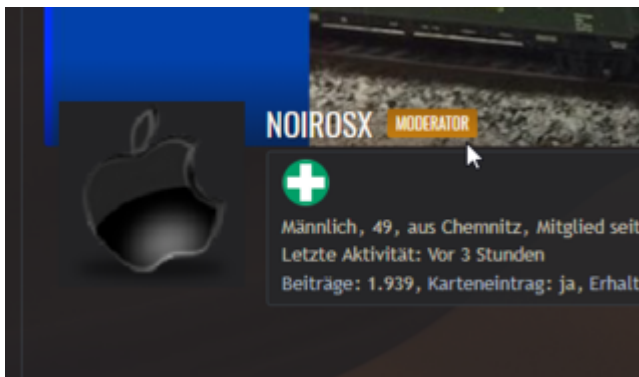 NOIROSX MODERATOR
Männlich, 49, aus Chemnitz, Mitglied seit
Letzte Aktivität: Vor 3 Stunden
Beiträge: 1.939, Karteneintrag: ja, Erhalt